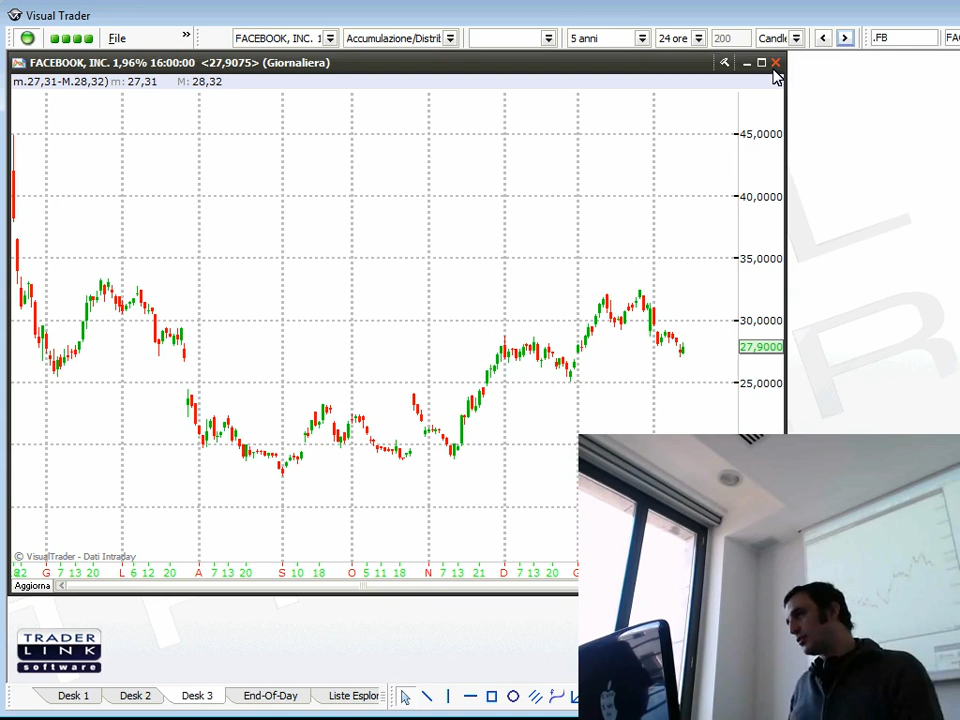 Visual Trader
File » FACEBOOK, INC. 1 Accumulazione/Distrib 5 anni 24 ore 200 Candl .FB
FACEBOOK, INC. 1,96% 16:00:00 <27,9075> (Giornaliera)
m.27,31-M.28,32) m: 27,31 M: 28,32
45,0000
40,0000
35,0000
30,0000
27,9000
25,0000
© VisualTrader - Dati Intraday
22 G 7 13 20 L 6 12 20 A 7 13 20 S 10 18 O 5 11 18 N 7 13 21 D 7 13 20
Aggiorna
TRADER
LINK
software
Desk 1 Desk 2 Desk 3 End-Of-Day Liste Esplor